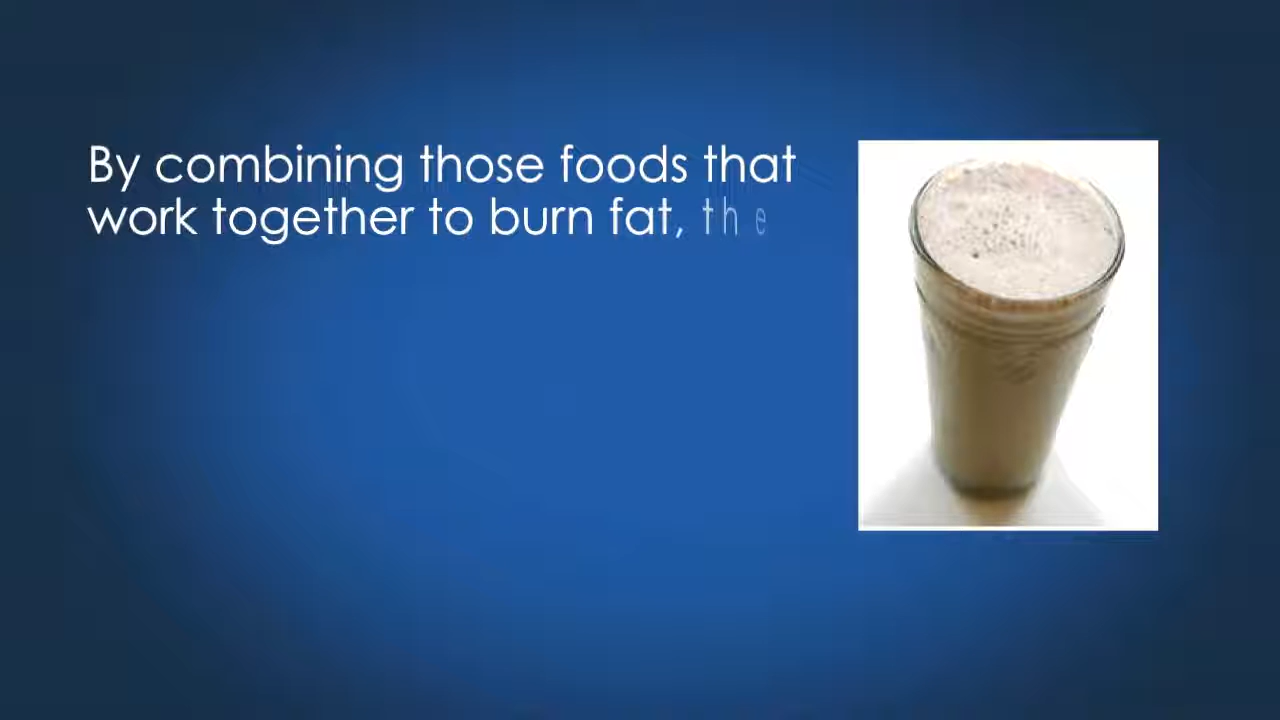 By combining those foods that
work together to burn fat, the